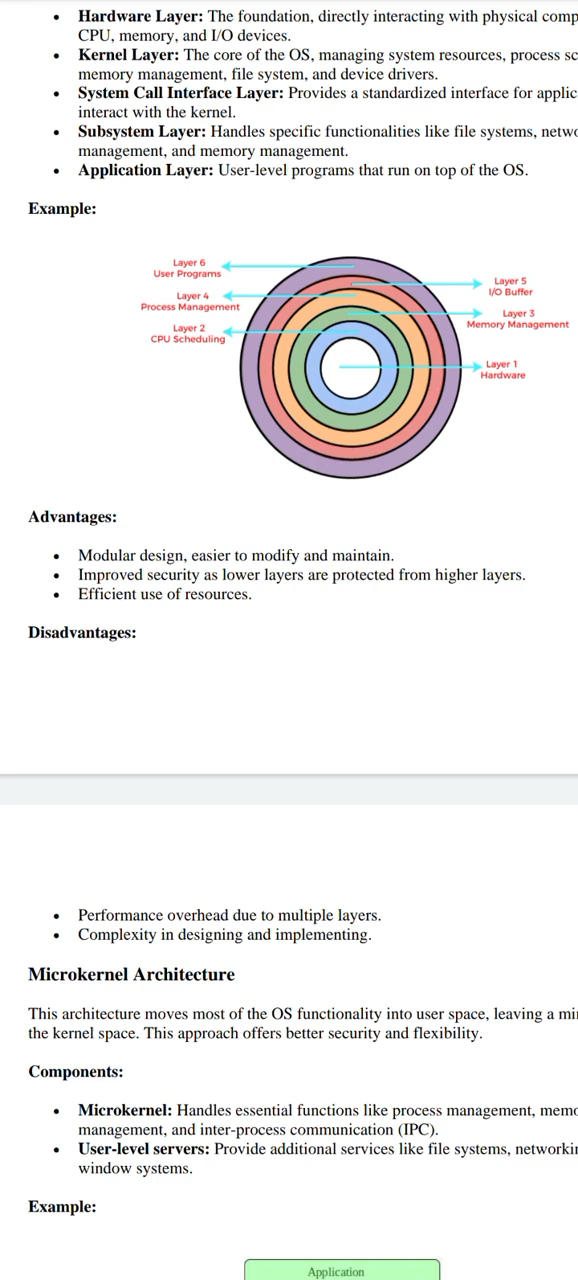 • Hardware Layer: The foundation, directly interacting with physical
CPU, memory, and I/O devices.
• Kernel Layer: The core of the OS, managing system resources, process
memory management, file system, and device drivers.
• System Call Interface Layer: Provides a standardized interface for
interact with the kernel.
• Subsystem Layer: Handles specific functionalities like file systems,
management, and memory management.
• Application Layer: User-level programs that run on top of the OS.
Example:
Layer 6
User Programs
Layer 5
I/O Buffer
Layer 4
Process Management
Layer 3
Memory Management
Layer 2
CPU Scheduling
Layer 1
Hardware
Advantages:
• Modular design, easier to modify and maintain.
• Improved security as lower layers are protected from higher layers.
• Efficient use of resources.
Disadvantages:
• Performance overhead due to multiple layers.
• Complexity in designing and implementing.
Microkernel Architecture
This architecture moves most of the OS functionality into user space, leaving a
the kernel space. This approach offers better security and flexibility.
Components:
• Microkernel: Handles essential functions like process management,
management, and inter-process communication (IPC).
• User-level servers: Provide additional services like file systems,
window systems.
Example:
Application